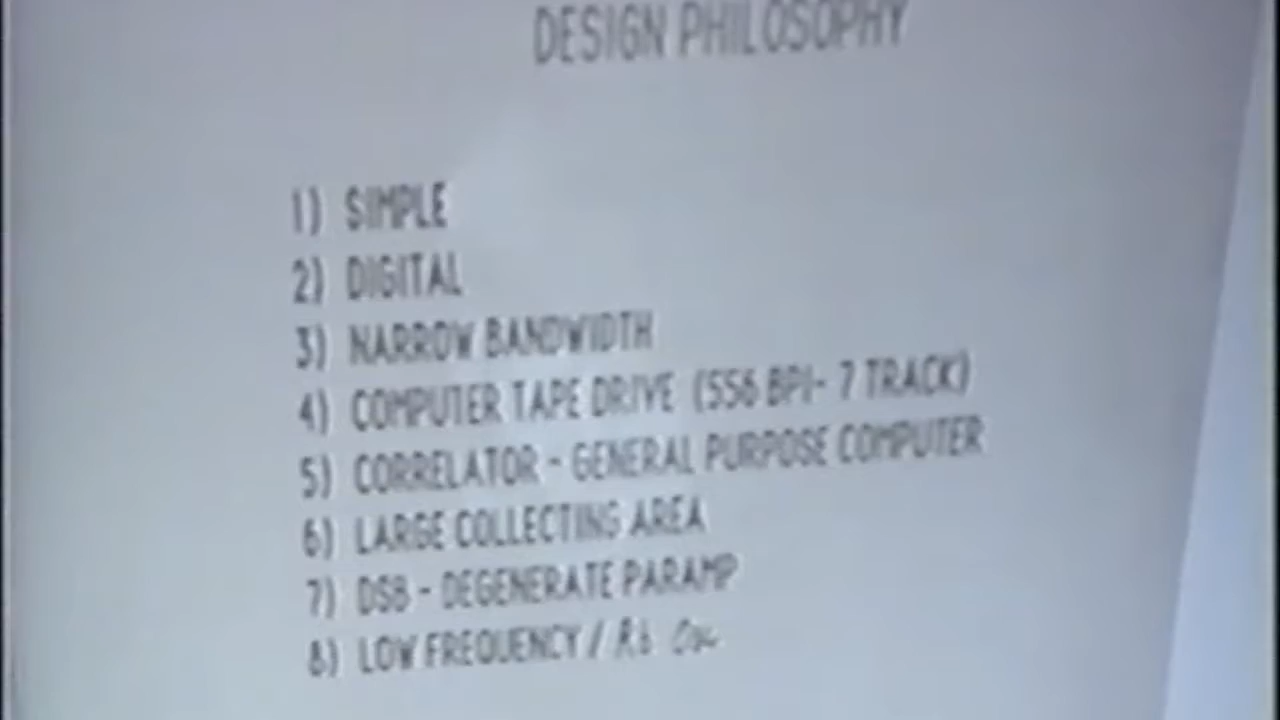 DESIGN PHILOSOPHY
1) SIMPLE
2) DIGITAL
3) NARROW BANDWIDTH
4) COMPUTER TAPE DRIVE (556 BPI- 7 TRACK)
5) CORRELATOR - GENERAL PURPOSE COMPUTER
6) LARGE COLLECTING AREA
7) DSB - DEGENERATE PARAMP
8) LOW FREQUENCY / Rb